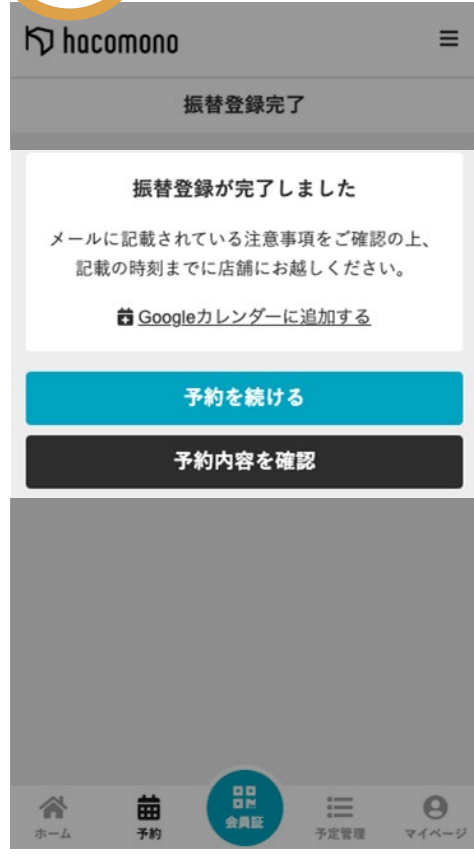 hacomono
振替登録完了
振替登録が完了しました
メールに記載されている注意事項をご確認の上、
記載の時刻までに店舗にお越しください。
Googleカレンダーに追加する
予約を続ける
予約内容を確認
ホーム
予約
会員証
予定管理
マイページ